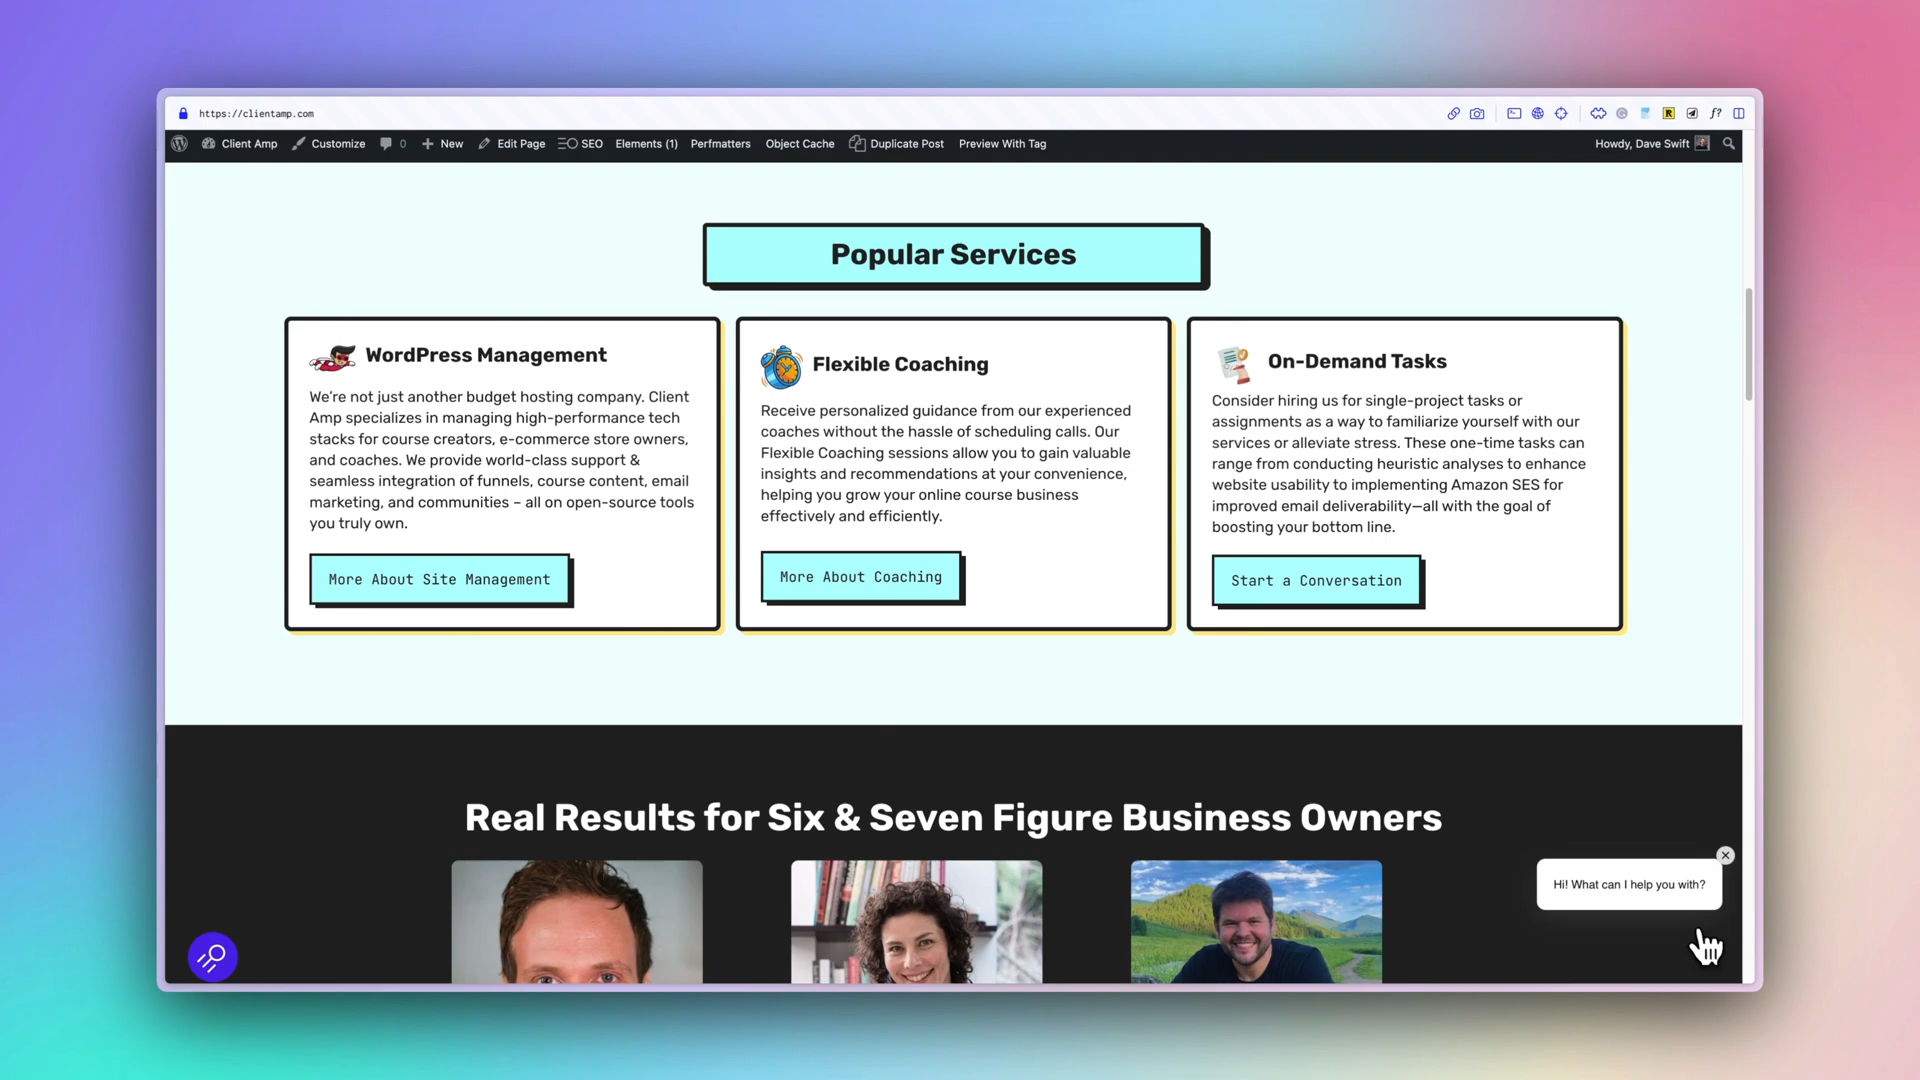 https://clientamp.com
Client Amp Customize 0 New Edit Page SEO Elements (1) Perfmatters Object Cache Duplicate Post Preview With Tag Howdy, Dave Swift
Popular Services
WordPress Management
We're not just another budget hosting company. Client
Amp specializes in managing high-performance tech
stacks for course creators, e-commerce store owners,
and coaches. We provide world-class support &
seamless integration of funnels, course content, email
marketing, and communities – all on open-source tools
you truly own.
More About Site Management
Flexible Coaching
Receive personalized guidance from our experienced
coaches without the hassle of scheduling calls. Our
Flexible Coaching sessions allow you to gain valuable
insights and recommendations at your convenience,
helping you grow your online course business
effectively and efficiently.
More About Coaching
On-Demand Tasks
Consider hiring us for single-project tasks or
assignments as a way to familiarize yourself with our
services or alleviate stress. These one-time tasks can
range from conducting heuristic analyses to enhance
website usability to implementing Amazon SES for
improved email deliverability—all with the goal of
boosting your bottom line.
Start a Conversation
Real Results for Six & Seven Figure Business Owners
Hi! What can I help you with?